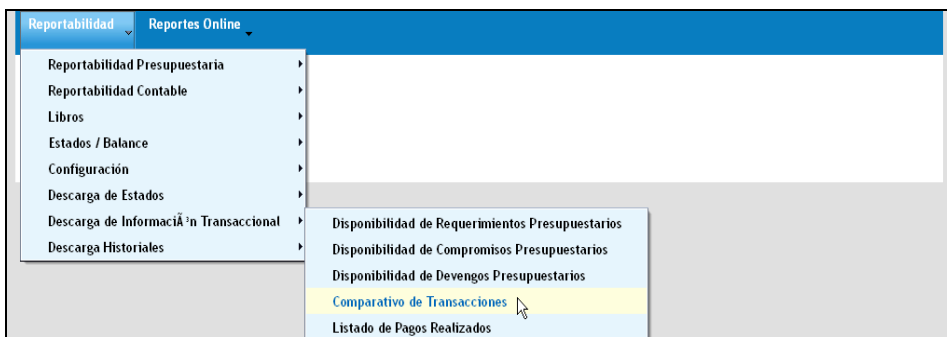 Reportabilidad Reportes Online
Reportabilidad Presupuestaria
Reportabilidad Contable
Libros
Estados / Balance
Configuración
Descarga de Estados
Descarga de InformaciÃ³n Transaccional
Descarga Historiales
Disponibilidad de Requerimientos Presupuestarios
Disponibilidad de Compromisos Presupuestarios
Disponibilidad de Devengos Presupuestarios
Comparativo de Transacciones
Listado de Pagos Realizados